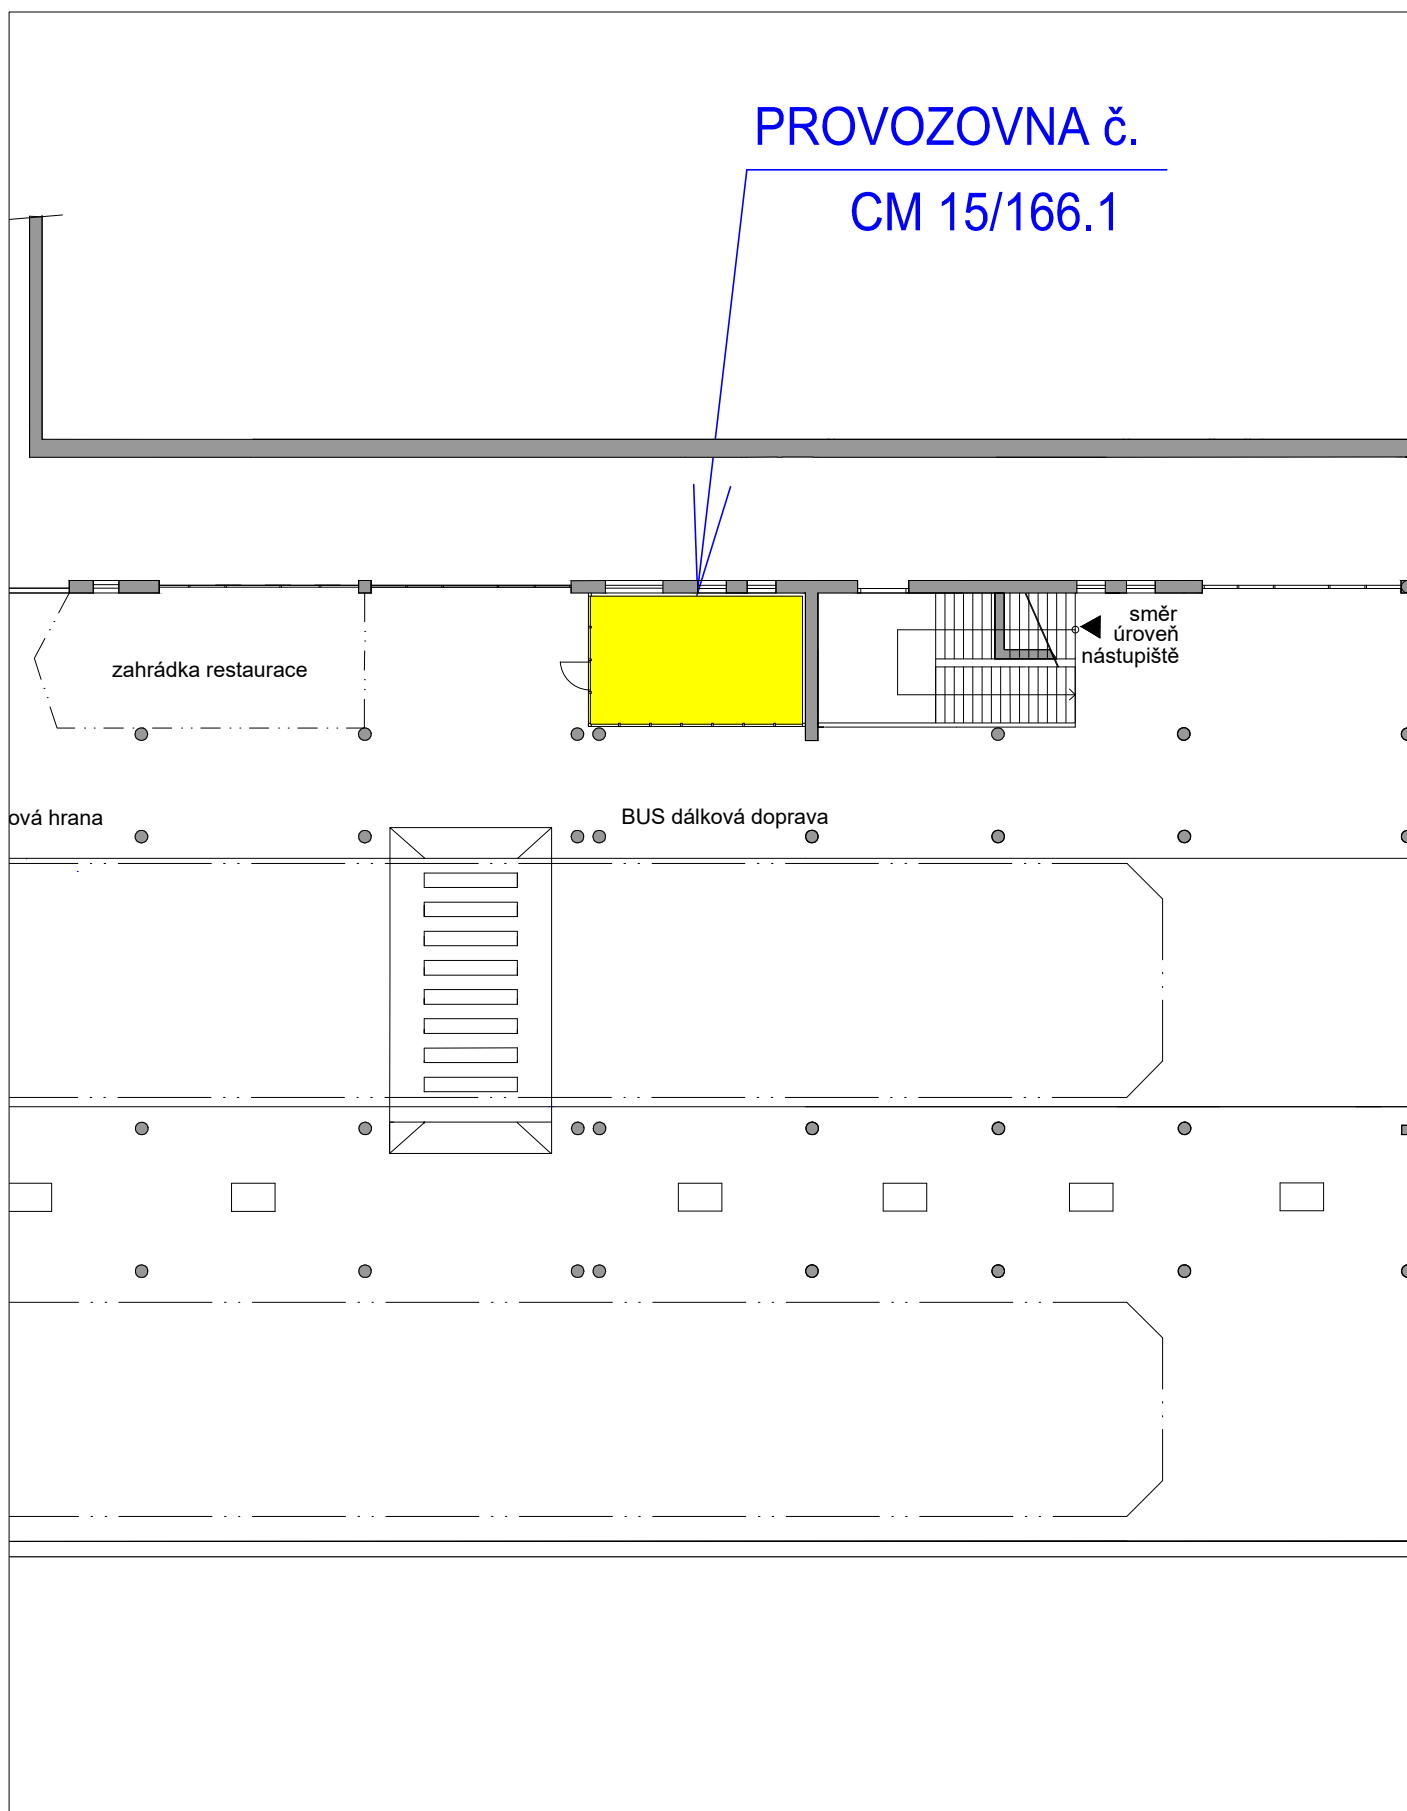 PROVOZOVNA č.
CM 15/166.1
směr
úroveň
nástupiště
zahrádka restaurace
ová hrana
BUS dálková doprava